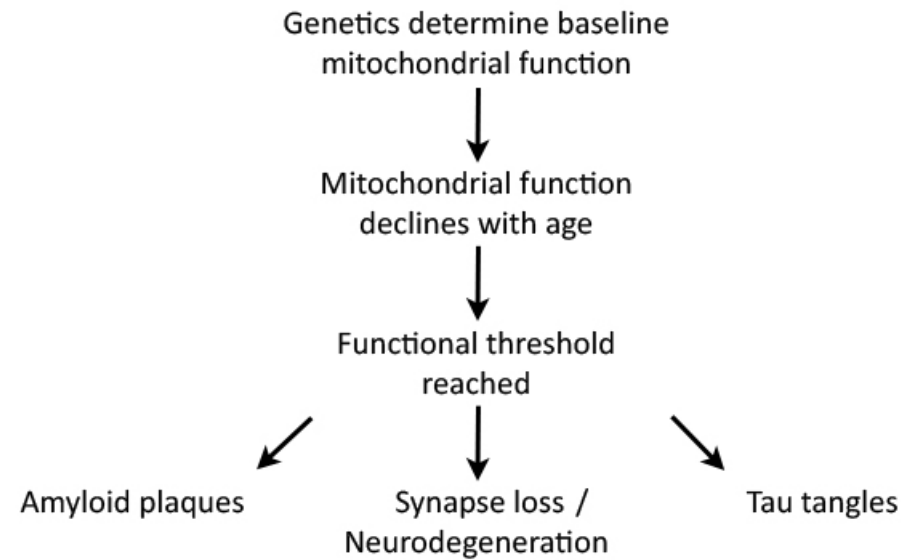 Genetics determine baseline
mitochondrial function
Mitochondrial function
declines with age
Functional threshold
reached
Amyloid plaques
Synapse loss /
Neurodegeneration
Tau tangles